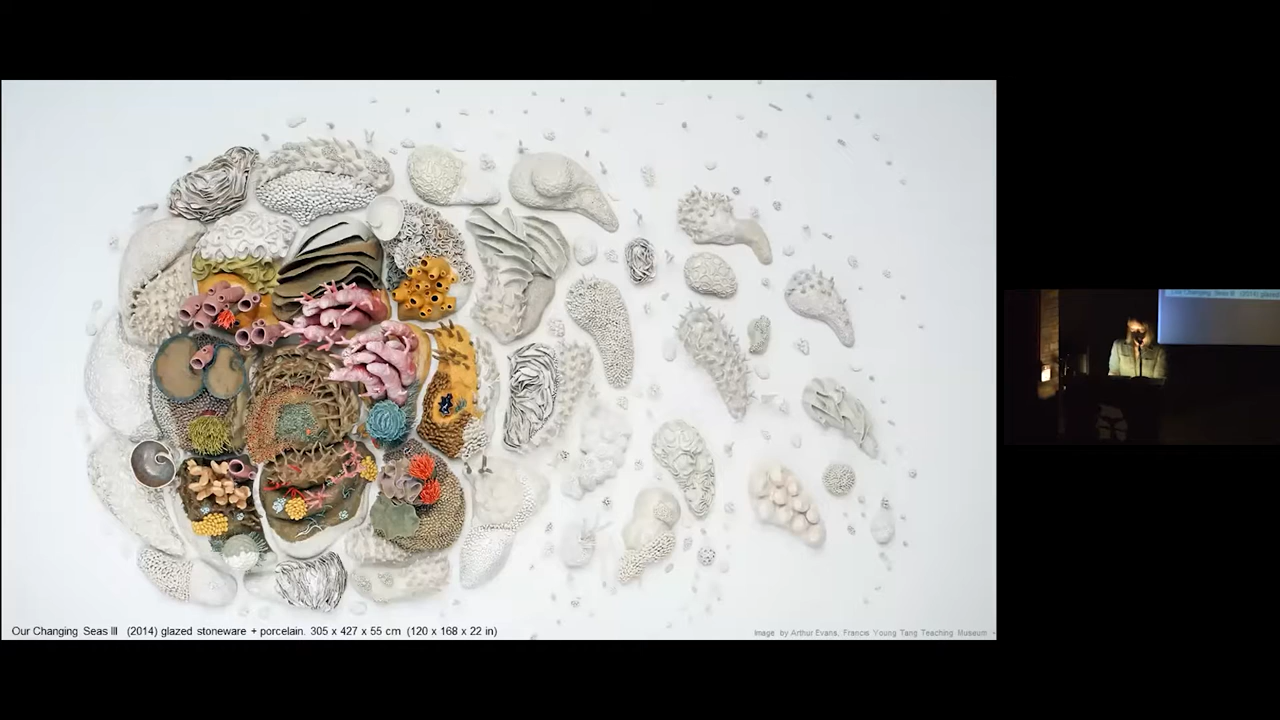 Our Changing Seas III (2014) glazed stoneware + porcelain. 305 x 427 x 55 cm (120 x 168 x 22 in)
Image by Arthur Evans, Francis Young Tang Teaching Museum